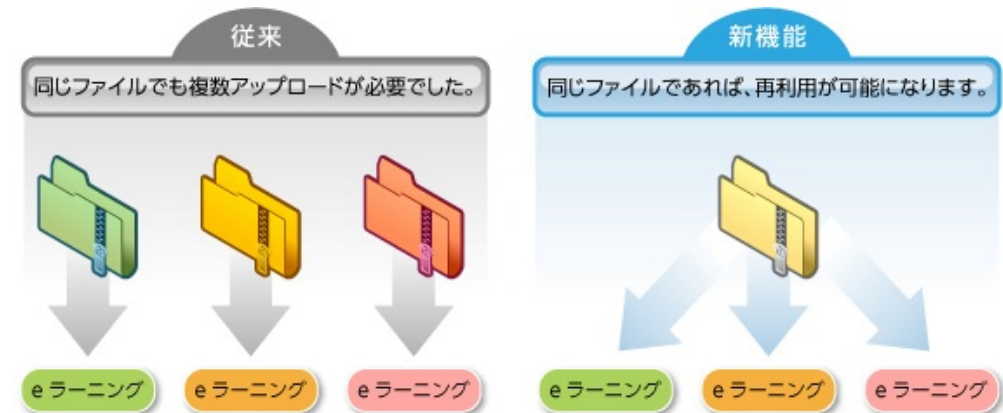 従来
同じファイルでも複数アップロードが必要でした。
eラーニング
eラーニング
eラーニング
新機能
同じファイルであれば、再利用が可能になります。
eラーニング
eラーニング
eラーニング